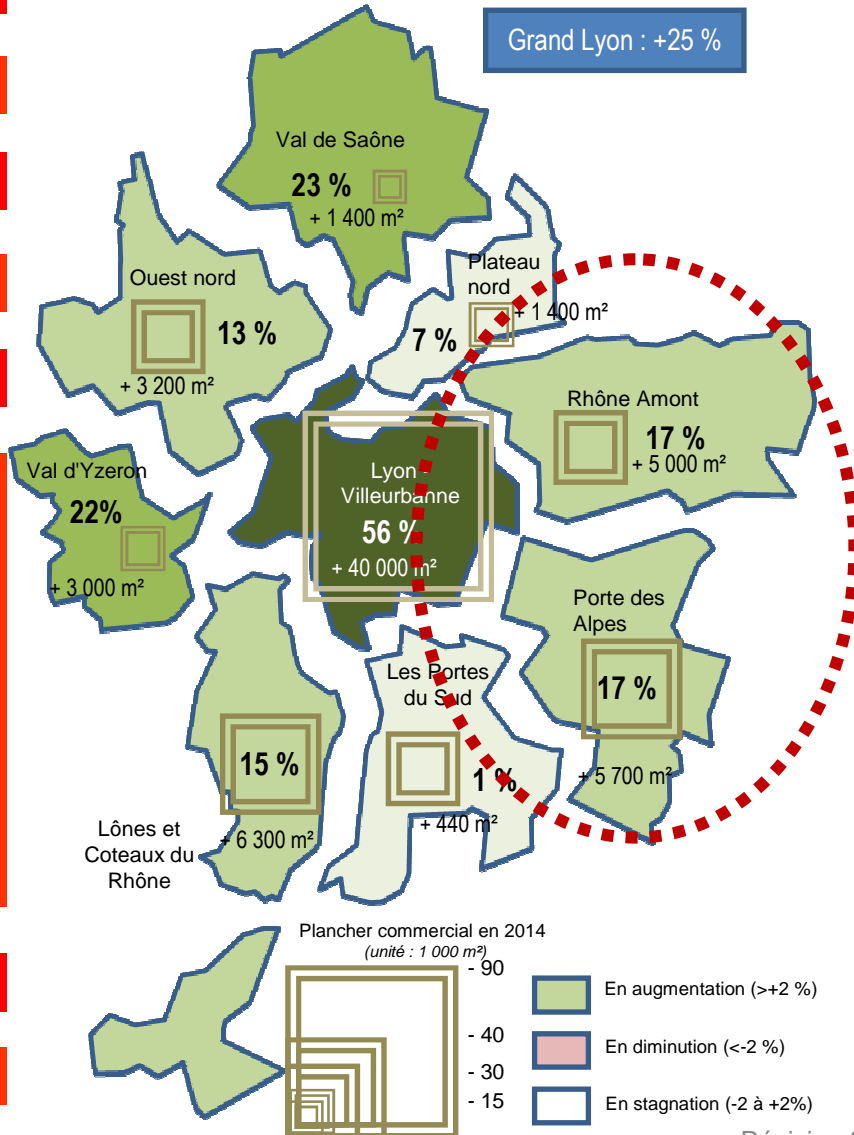 Grand Lyon : +25 %
Val de Saône
23 %
+ 1 400 m²
Ouest nord
13 %
+ 3 200 m²
Plateau
nord
+ 1 400 m²
7 %
Rhône Amont
17 %
+ 5 000 m²
Val d'Yzeron
22%
+ 3 000 m²
Lyon -
Villeurbanne
56 %
+ 40 000 m²
Porte des
Alpes
17 %
+ 5 700 m²
Les Portes
du Sud
1 %
+ 440 m²
15 %
+ 6 300 m²
Lônes et
Coteaux du
Rhône
Plancher commercial en 2014
(unité : 1 000 m²)
- 90
- 40
- 30
- 15
En augmentation (>+2 %)
En diminution (<-2 %)
En stagnation (-2 à +2%)